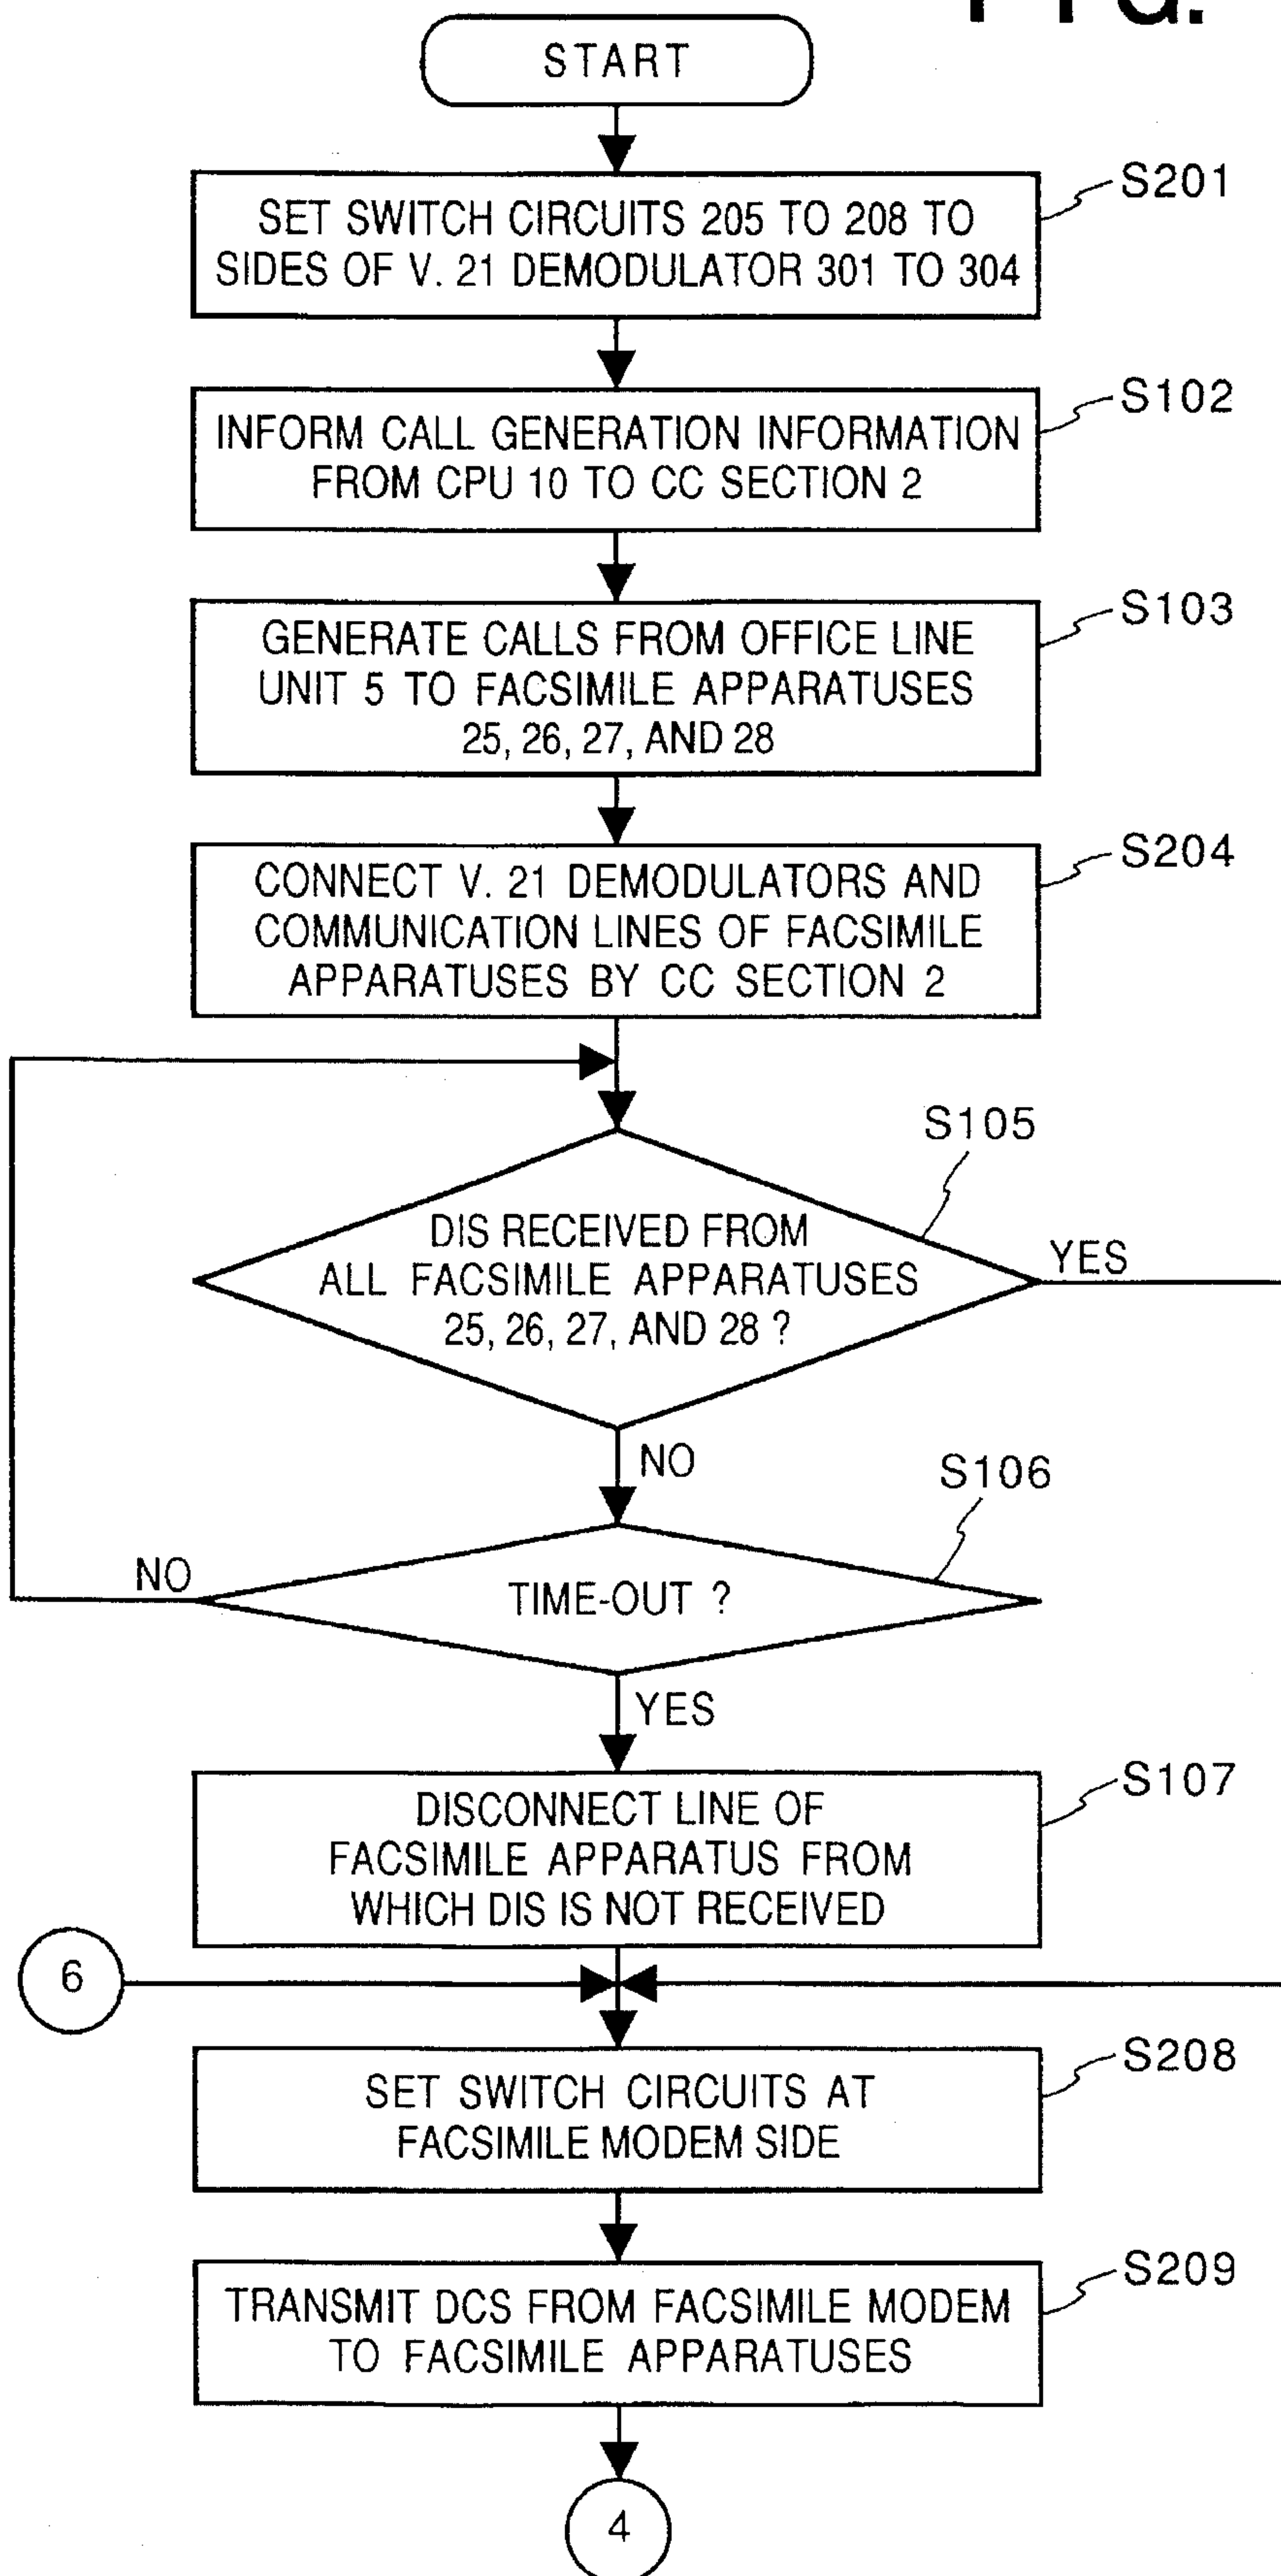 FIG.
START
S201
SET SWITCH CIRCUITS 205 TO 208 TO
SIDES OF V. 21 DEMODULATOR 301 TO 304
S102
INFORM CALL GENERATION INFORMATION
FROM CPU 10 TO CC SECTION 2
S103
GENERATE CALLS FROM OFFICE LINE
UNIT 5 TO FACSIMILE APPARATUSES
25, 26, 27, AND 28
S204
CONNECT V. 21 DEMODULATORS AND
COMMUNICATION LINES OF FACSIMILE
APPARATUSES BY CC SECTION 2
S105
DIS RECEIVED FROM
ALL FACSIMILE APPARATUSES
25, 26, 27, AND 28 ?
YES
NO
S106
NO
TIME-OUT ?
YES
S107
DISCONNECT LINE OF
FACSIMILE APPARATUS FROM
WHICH DIS IS NOT RECEIVED
6
S208
SET SWITCH CIRCUITS AT
FACSIMILE MODEM SIDE
S209
TRANSMIT DCS FROM FACSIMILE MODEM
TO FACSIMILE APPARATUSES
4